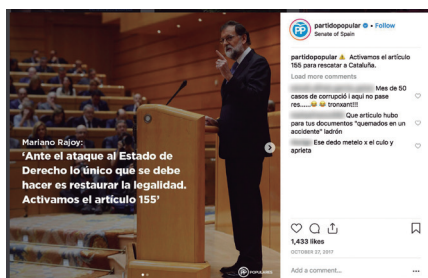 Mariano Rajoy:
‘Ante el ataque al Estado de
Derecho lo único que se debe
hacer es restaurar la legalidad.
Activamos el artículo 155’
POPULARES
partidopopular • Follow
Senate of Spain
partidopopular ⚠ Activamos el artículo
155 para rescatar a Cataluña.
Load more comments
Mes de 50
casos de corrupció i aqui no pase
res......😂😂 tronxant!!!
Que articulo hubo
para tus documentos "quemados en un
accidente" ladrón
Ese dedo metelo x el culo y
aprieta
1,433 likes
OCTOBER 27, 2017
Add a comment...